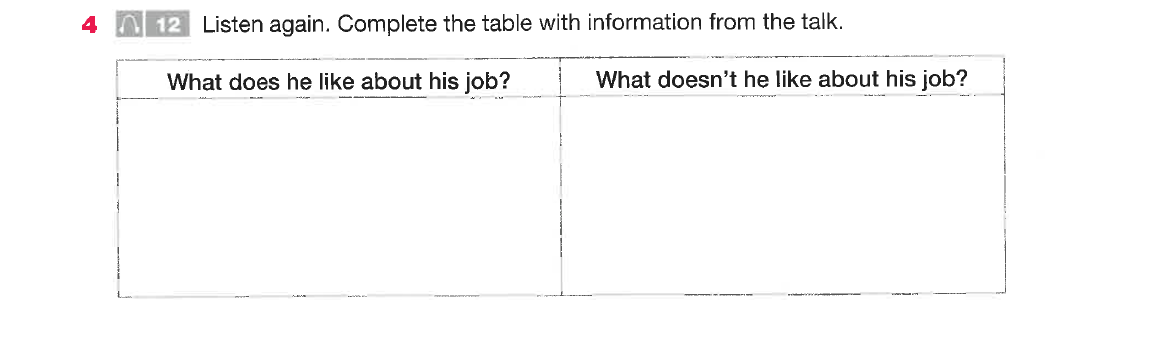 4 12 Listen again. Complete the table with information from the talk.
What does he like about his job? What doesn't he like about his job?